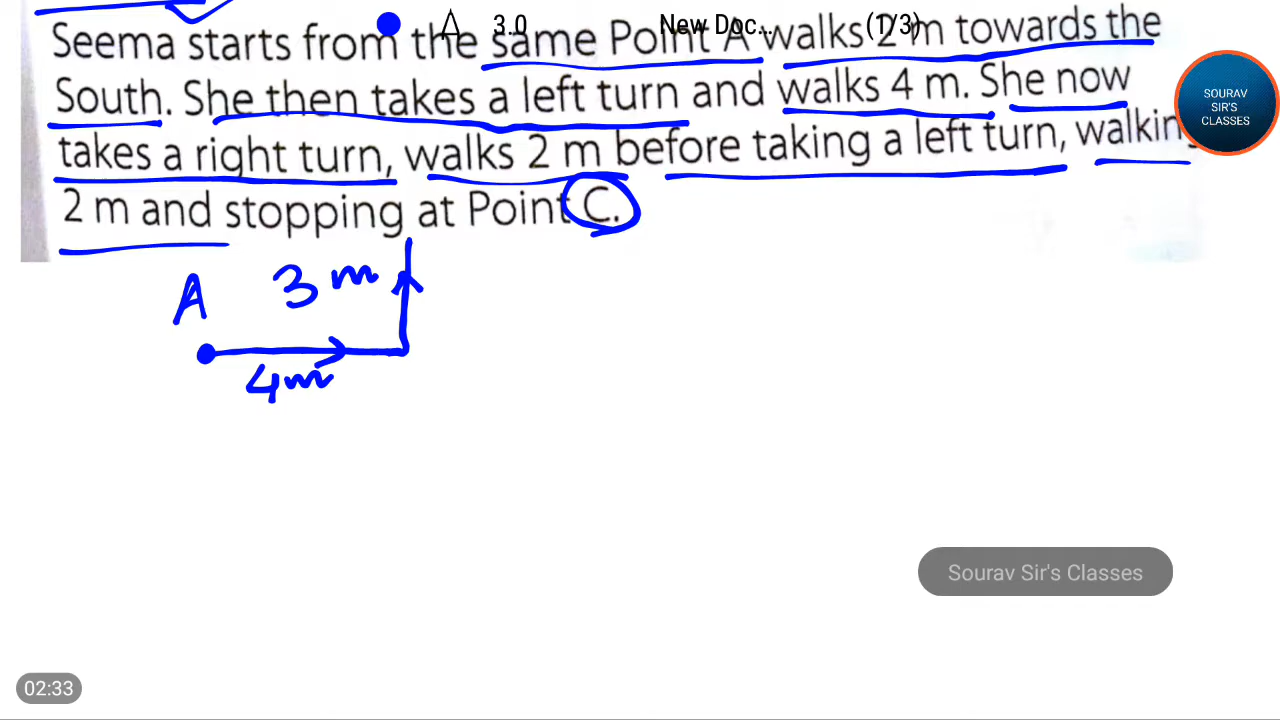 Δ 3.0 New Doc... (1/3)
Seema starts from the same Point A walks 2 m towards the
South. She then takes a left turn and walks 4 m. She now
takes a right turn, walks 2 m before taking a left turn, walking
2 m and stopping at Point C.
SOURAV
SIR'S
CLASSES
A 3 m
4m
Sourav Sir's Classes
02:33